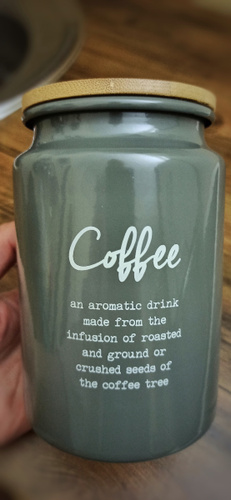 Coffee
an aromatic drink
made from the
infusion of roasted
and ground or
crushed seeds of
the coffee tree